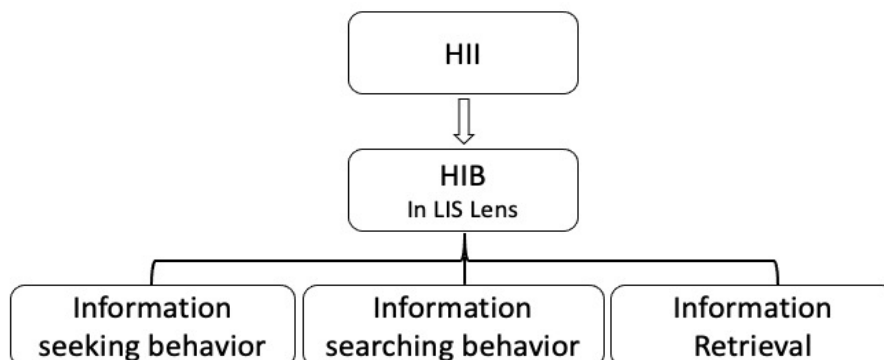 HII
HIB
In LIS Lens
Information
seeking behavior
Information
searching behavior
Information
Retrieval